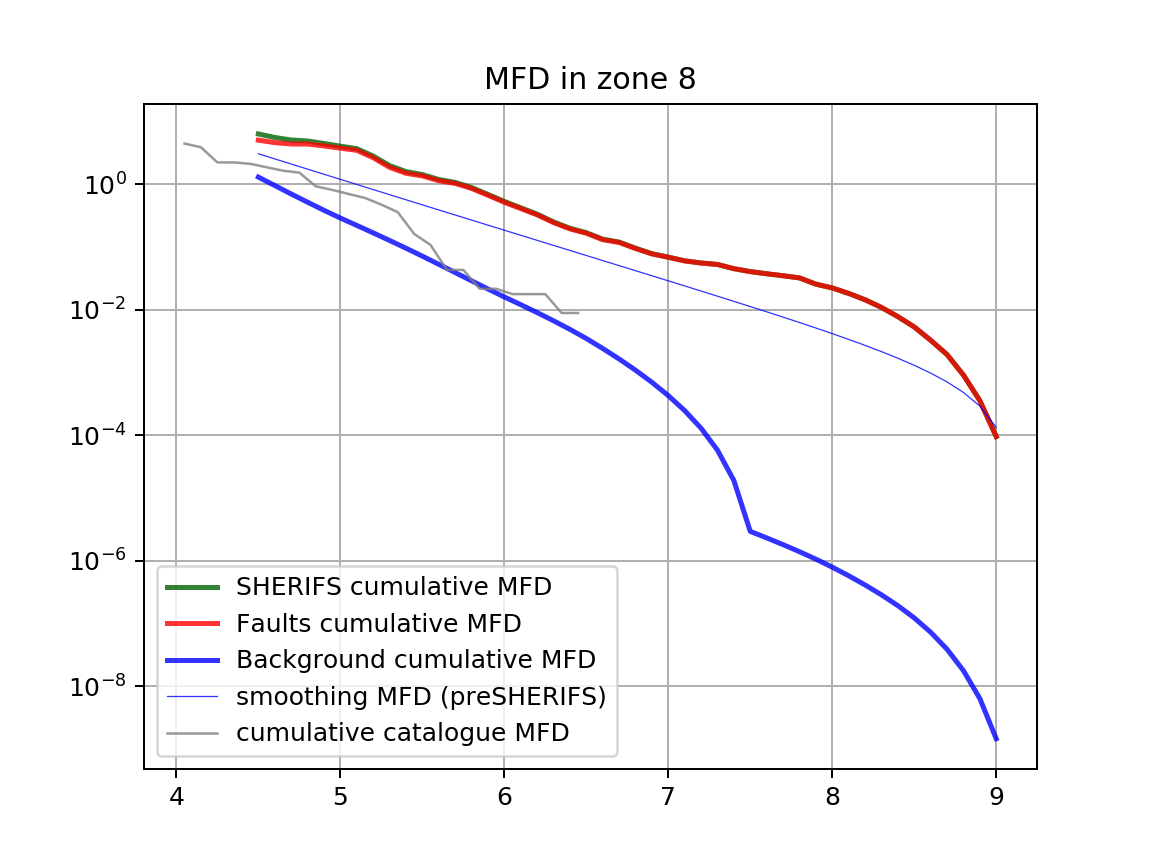 MFD in zone 8
10^0
10^−2
10^−4
10^−6
10^−8
SHERIFS cumulative MFD
Faults cumulative MFD
Background cumulative MFD
smoothing MFD (preSHERIFS)
cumulative catalogue MFD
4 5 6 7 8 9